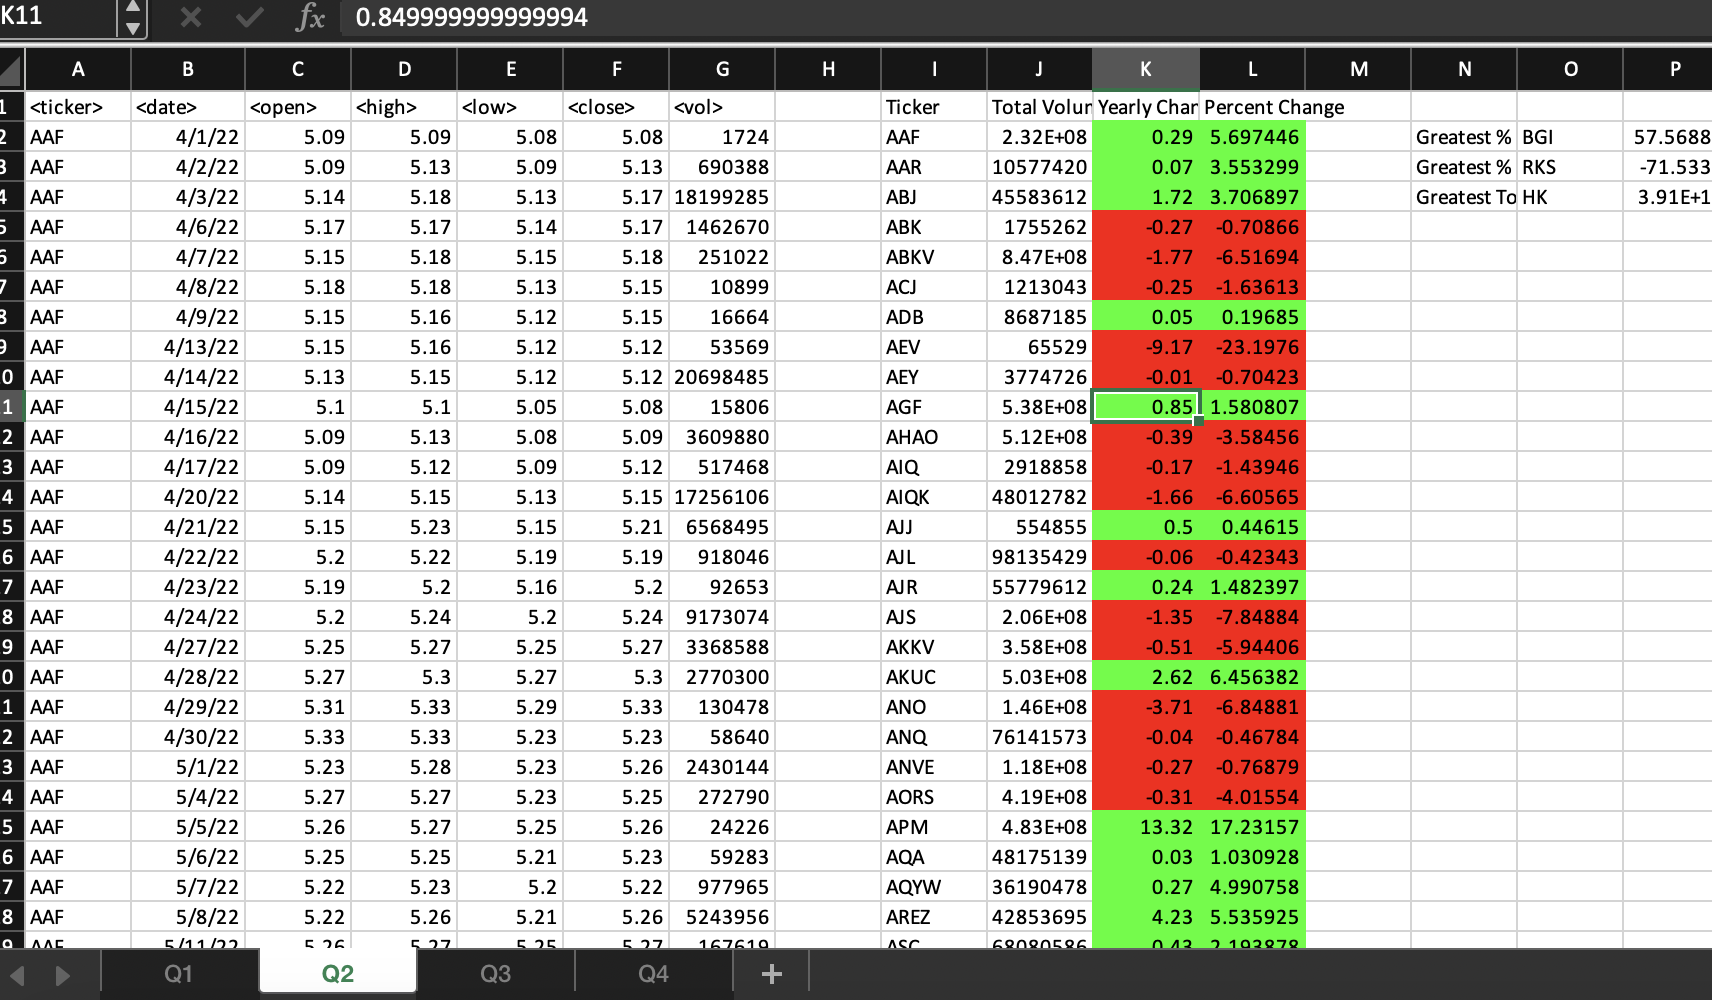 K11 fx 0.849999999999994
A B C D E F G H I J K L M N O P
1 <ticker> <date> <open> <high> <low> <close> <vol> Ticker Total Volun Yearly Char Percent Change
2 AAF 4/1/22 5.09 5.09 5.08 5.08 1724 AAF 2.32E+08 0.29 5.697446 Greatest % BGI 57.5688
3 AAF 4/2/22 5.09 5.13 5.09 5.13 690388 AAR 10577420 0.07 3.553299 Greatest % RKS -71.533
4 AAF 4/3/22 5.14 5.18 5.13 5.17 18199285 ABJ 45583612 1.72 3.706897 Greatest To HK 3.91E+1
5 AAF 4/6/22 5.17 5.17 5.14 5.17 1462670 ABK 1755262 -0.27 -0.70866
6 AAF 4/7/22 5.15 5.18 5.15 5.18 251022 ABKV 8.47E+08 -1.77 -6.51694
7 AAF 4/8/22 5.18 5.18 5.13 5.15 10899 ACJ 1213043 -0.25 -1.63613
8 AAF 4/9/22 5.15 5.16 5.12 5.15 16664 ADB 8687185 0.05 0.19685
9 AAF 4/13/22 5.15 5.16 5.12 5.12 53569 AEV 65529 -9.17 -23.1976
0 AAF 4/14/22 5.13 5.15 5.12 5.12 20698485 AEY 3774726 -0.01 -0.70423
1 AAF 4/15/22 5.1 5.1 5.05 5.08 15806 AGF 5.38E+08 0.85 1.580807
2 AAF 4/16/22 5.09 5.13 5.08 5.09 3609880 AHAO 5.12E+08 -0.39 -3.58456
3 AAF 4/17/22 5.09 5.12 5.09 5.12 517468 AIQ 2918858 -0.17 -1.43946
4 AAF 4/20/22 5.14 5.15 5.13 5.15 17256106 AIQK 48012782 -1.66 -6.60565
5 AAF 4/21/22 5.15 5.23 5.15 5.21 6568495 AJJ 554855 0.5 0.44615
6 AAF 4/22/22 5.2 5.22 5.19 5.19 918046 AJL 98135429 -0.06 -0.42343
7 AAF 4/23/22 5.19 5.2 5.16 5.2 92653 AJR 55779612 0.24 1.482397
8 AAF 4/24/22 5.2 5.24 5.2 5.24 9173074 AJS 2.06E+08 -1.35 -7.84884
9 AAF 4/27/22 5.25 5.27 5.25 5.27 3368588 AKKV 3.58E+08 -0.51 -5.94406
0 AAF 4/28/22 5.27 5.3 5.27 5.3 2770300 AKUC 5.03E+08 2.62 6.456382
1 AAF 4/29/22 5.31 5.33 5.29 5.33 130478 ANO 1.46E+08 -3.71 -6.84881
2 AAF 4/30/22 5.33 5.33 5.23 5.23 58640 ANQ 76141573 -0.04 -0.46784
3 AAF 5/1/22 5.23 5.28 5.23 5.26 2430144 ANVE 1.18E+08 -0.27 -0.76879
4 AAF 5/4/22 5.27 5.27 5.23 5.25 272790 AORS 4.19E+08 -0.31 -4.01554
5 AAF 5/5/22 5.26 5.27 5.25 5.26 24226 APM 4.83E+08 13.32 17.23157
6 AAF 5/6/22 5.25 5.25 5.21 5.23 59283 AQA 48175139 0.03 1.030928
7 AAF 5/7/22 5.22 5.23 5.2 5.22 977965 AQYW 36190478 0.27 4.990758
8 AAF 5/8/22 5.22 5.26 5.21 5.26 5243956 AREZ 42853695 4.23 5.535925
9 AAF 5/11/22 5.26 5.27 5.25 5.27 167619 ASC 68080586 0.43 2.193878
Q1 Q2 Q3 Q4 +